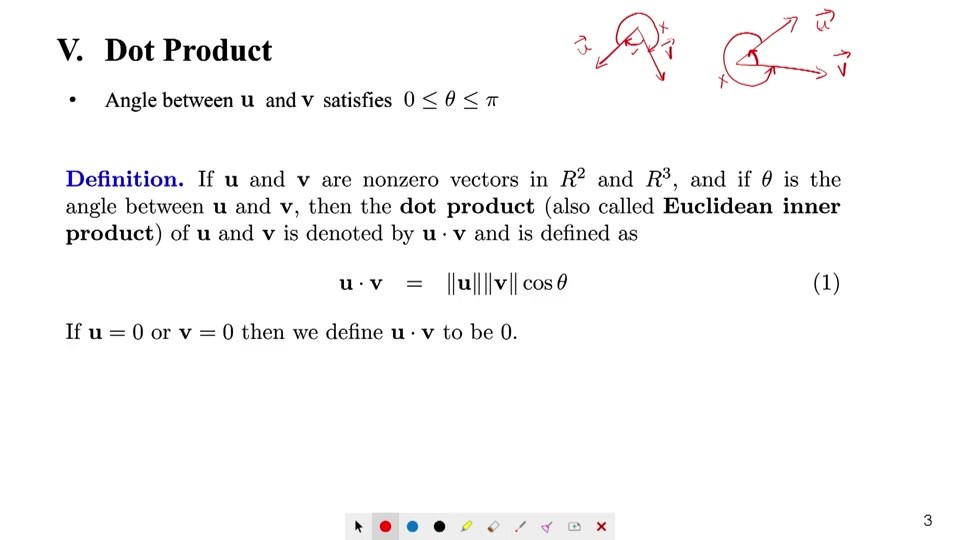 V. Dot Product
• Angle between u and v satisfies 0 ≤ θ ≤ π
u⃗
x
v⃗
u⃗
v⃗
x
Definition. If u and v are nonzero vectors in R² and R³, and if θ is the
angle between u and v, then the dot product (also called Euclidean inner
product) of u and v is denoted by u · v and is defined as
u · v = ‖u‖‖v‖ cos θ (1)
If u = 0 or v = 0 then we define u · v to be 0.
3